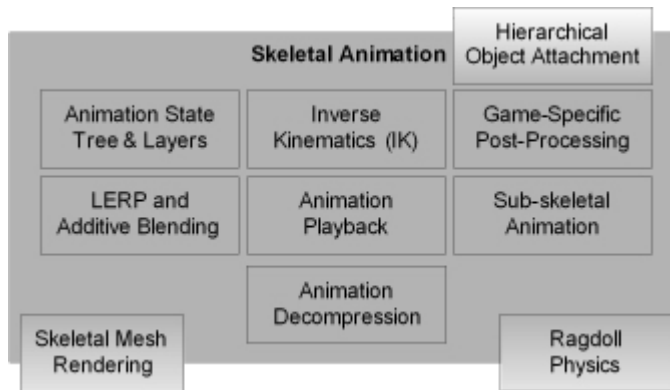 Hierarchical
Skeletal Animation Object Attachment
Animation State
Tree & Layers
Inverse
Kinematics (IK)
Game-Specific
Post-Processing
LERP and
Additive Blending
Animation
Playback
Sub-skeletal
Animation
Animation
Decompression
Skeletal Mesh
Rendering
Ragdoll
Physics